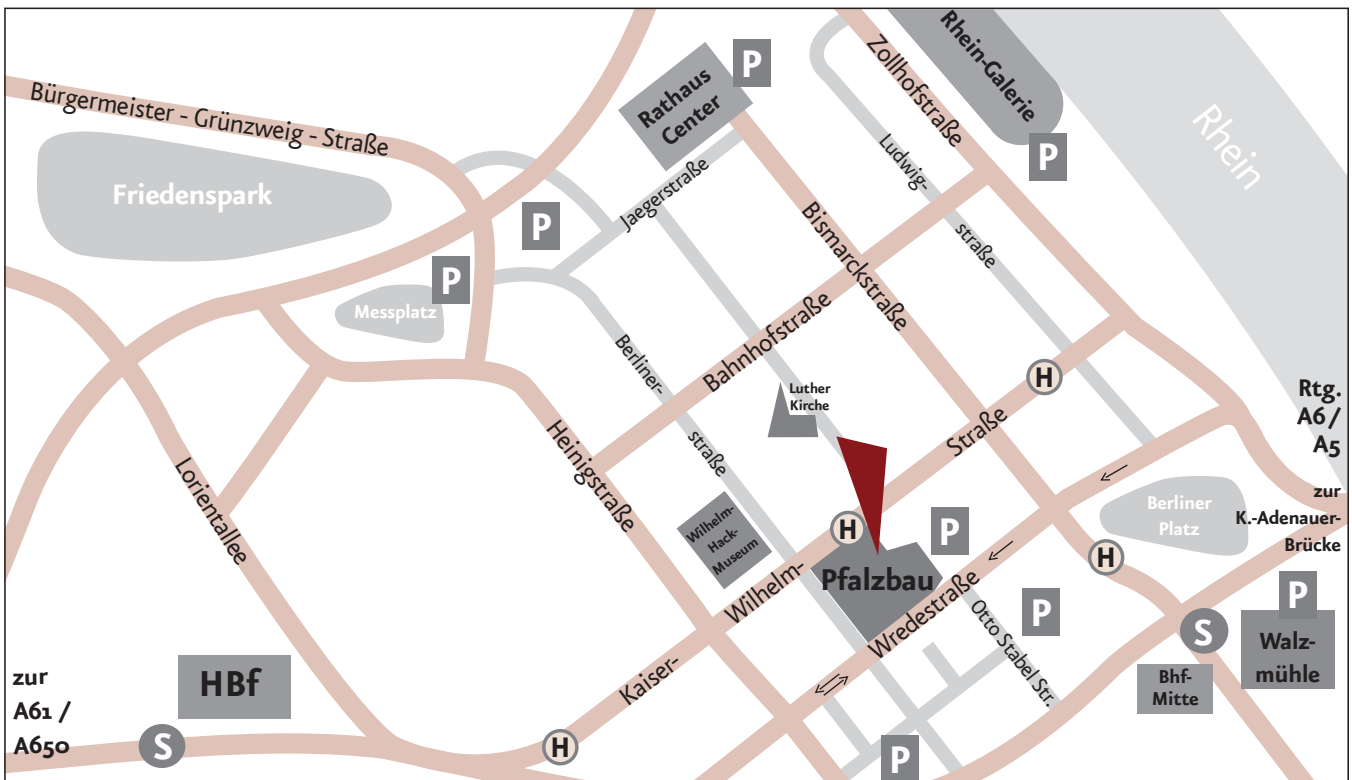 Bürgermeister - Grünzweig - Straße
Friedenspark
Messplatz
P
P
Rathaus
Center
P
Jaegerstraße
Zollhofstraße
Rhein-Galerie
P
Rhein
Ludwig-
straße
Bismarckstraße
Bahnhofstraße
Berliner-
straße
Luther
Kirche
Heinigstraße
Lorientallee
Wilhelm-
Hack-
Museum
Kaiser-
Wilhelm-
Straße
H
H
H
H
Pfalzbau
P
Wredestraße
Otto Stabel Str.
P
P
Berliner
Platz
Rtg.
A6 /
A5
zur
K.-Adenauer-
Brücke
P
Walz-
mühle
S
Bhf-
Mitte
HBf
zur
A61 /
A650
S